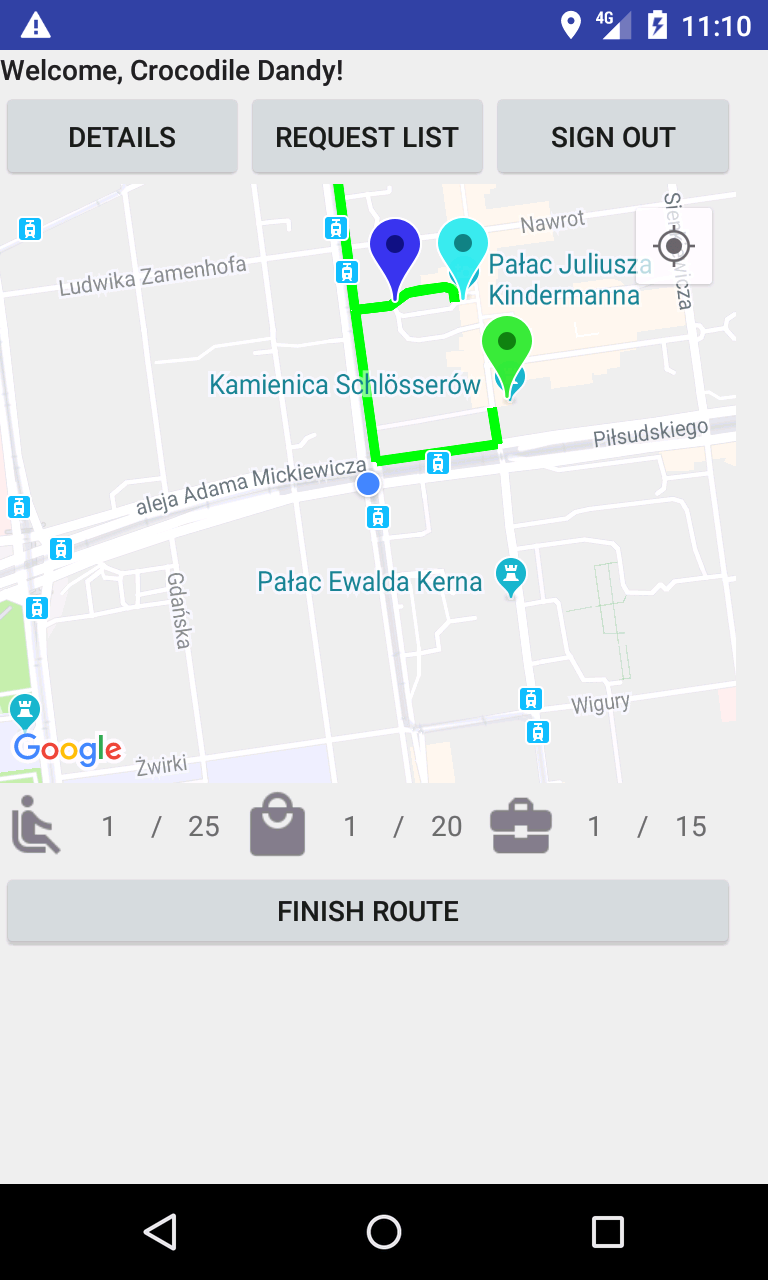 4G 11:10
Welcome, Crocodile Dandy!
DETAILS REQUEST LIST SIGN OUT
Nawrot
Ludwika Zamenhofa
Pałac Juliusza
Kindermanna
Kamienica Schlösserów
Piłsudskiego
aleja Adama Mickiewicza
Pałac Ewalda Kerna
Gdańska
Wigury
Google
Żwirki
1 / 25 1 / 20 1 / 15
FINISH ROUTE